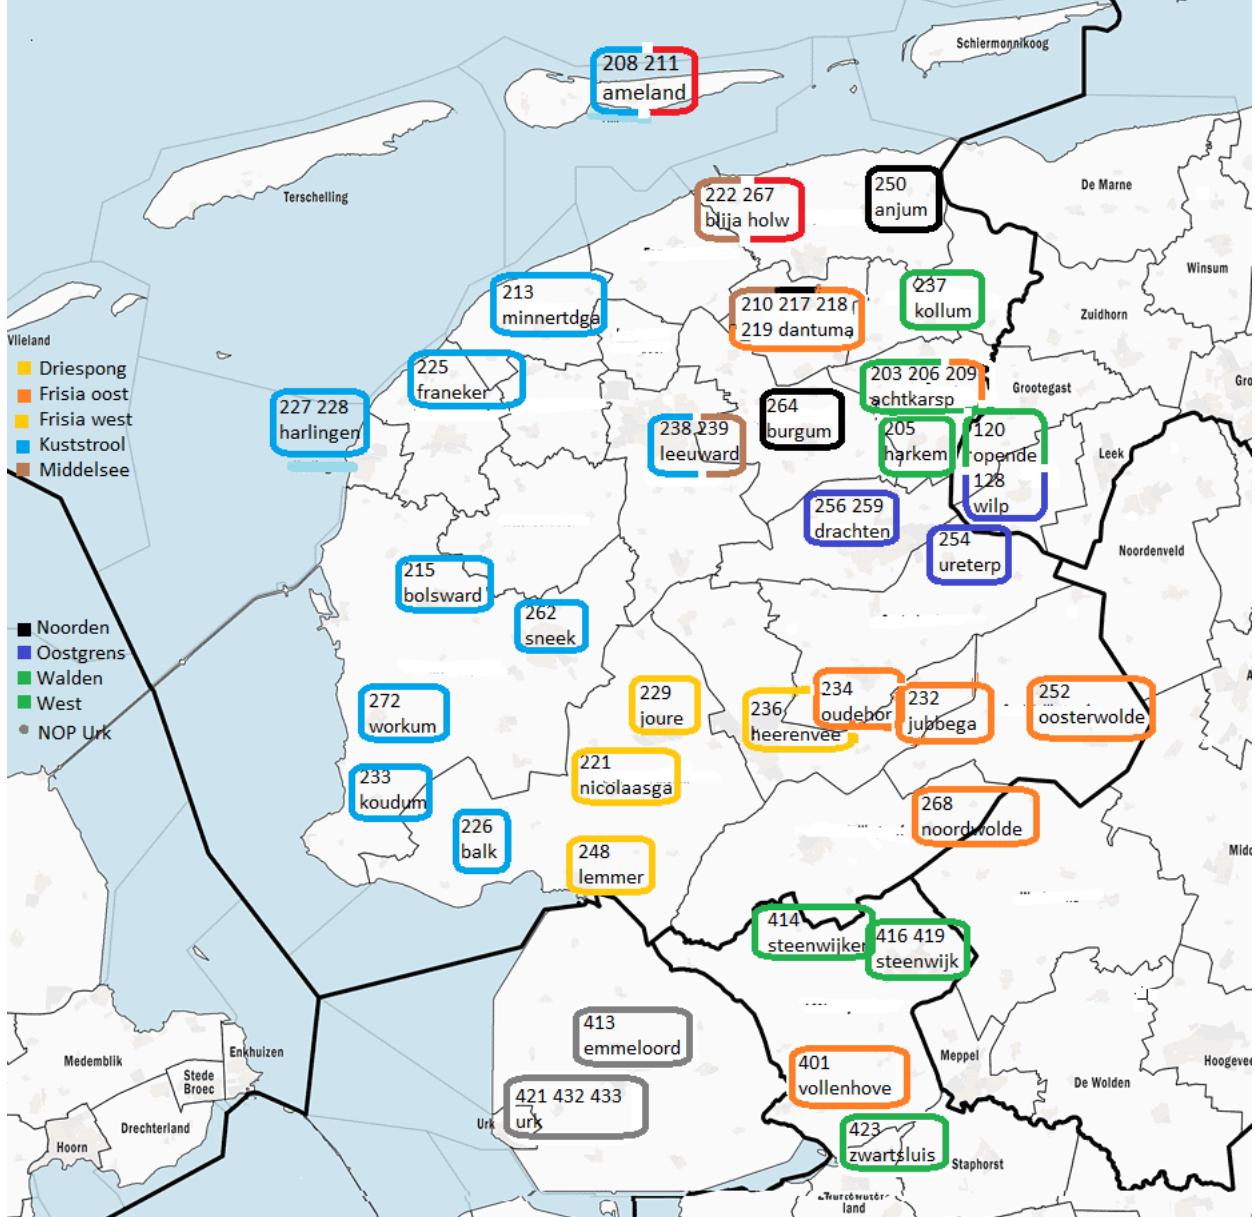 Schiermonnikoog
208 211
ameland
Terschelling
De Marne
250
anjum
222 267
blija holw
Winsum
213
minnertdga
237
kollum
210 217 218
219 dantuma
Zuidhorn
Vlieland
Driespong
Frisia oost
Frisia west
Kuststrool
Middelsee
225
franeker
203 206 209
achtkarsp
Grootegast
227 228
harlingen
264
burgum
238 239
leeuward
205
harkem
120
opende
128
wilp
Leek
256 259
drachten
254
ureterp
Noordenveld
215
bolsward
262
sneek
Noorden
Oostgrens
Walden
West
NOP Urk
272
workum
229
joure
236
heerenvee
234
oudehor
232
jubbega
252
oosterwolde
221
nicolaasga
233
koudum
226
balk
248
lemmer
268
noordwolde
414
steenwijker
416 419
steenwijk
413
emmeloord
421 432 433
urk
Urk
401
vollenhove
423
zwartsluis
Medemblik
Enkhuizen
Stede
Broec
Drechterland
Hoorn
Meppel
De Wolden
Hoogevee
Staphorst
land